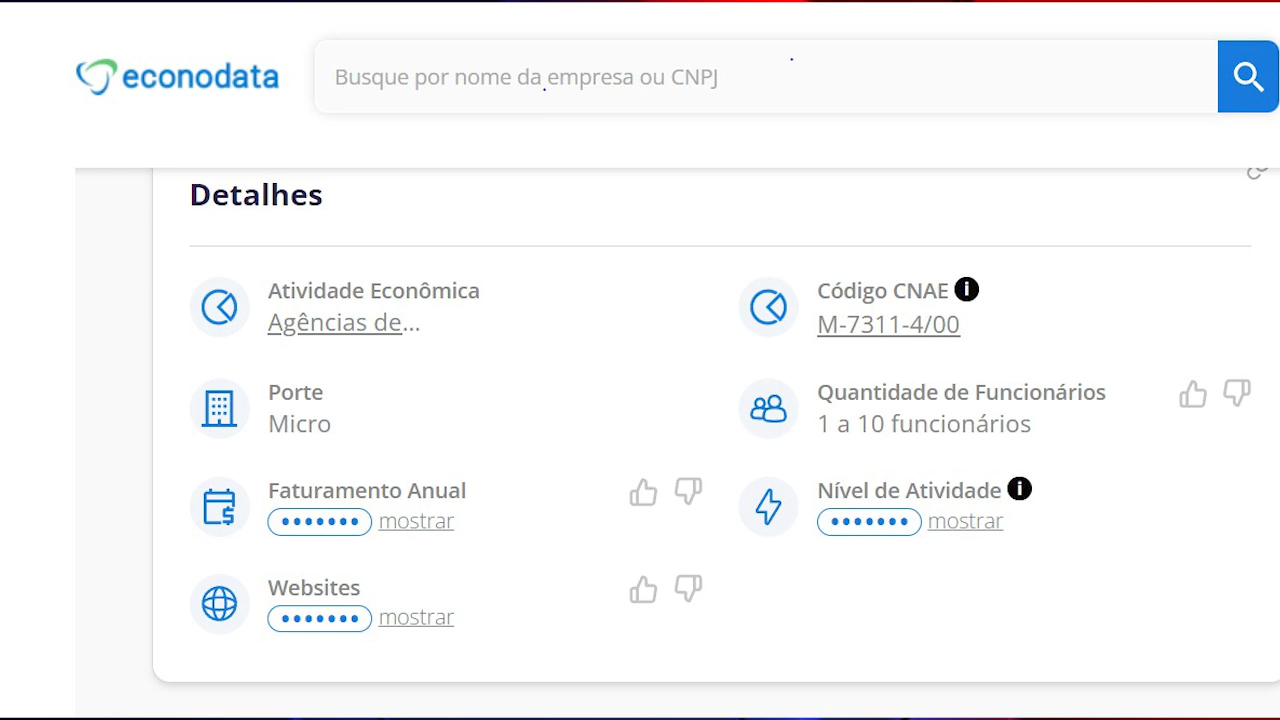 econodata
Busque por nome da empresa ou CNPJ
Detalhes
Atividade Econômica
Agências de...
Código CNAE i
M-7311-4/00
Porte
Micro
Quantidade de Funcionários
1 a 10 funcionários
Faturamento Anual
••••••• mostrar
Nível de Atividade i
••••••• mostrar
Websites
••••••• mostrar